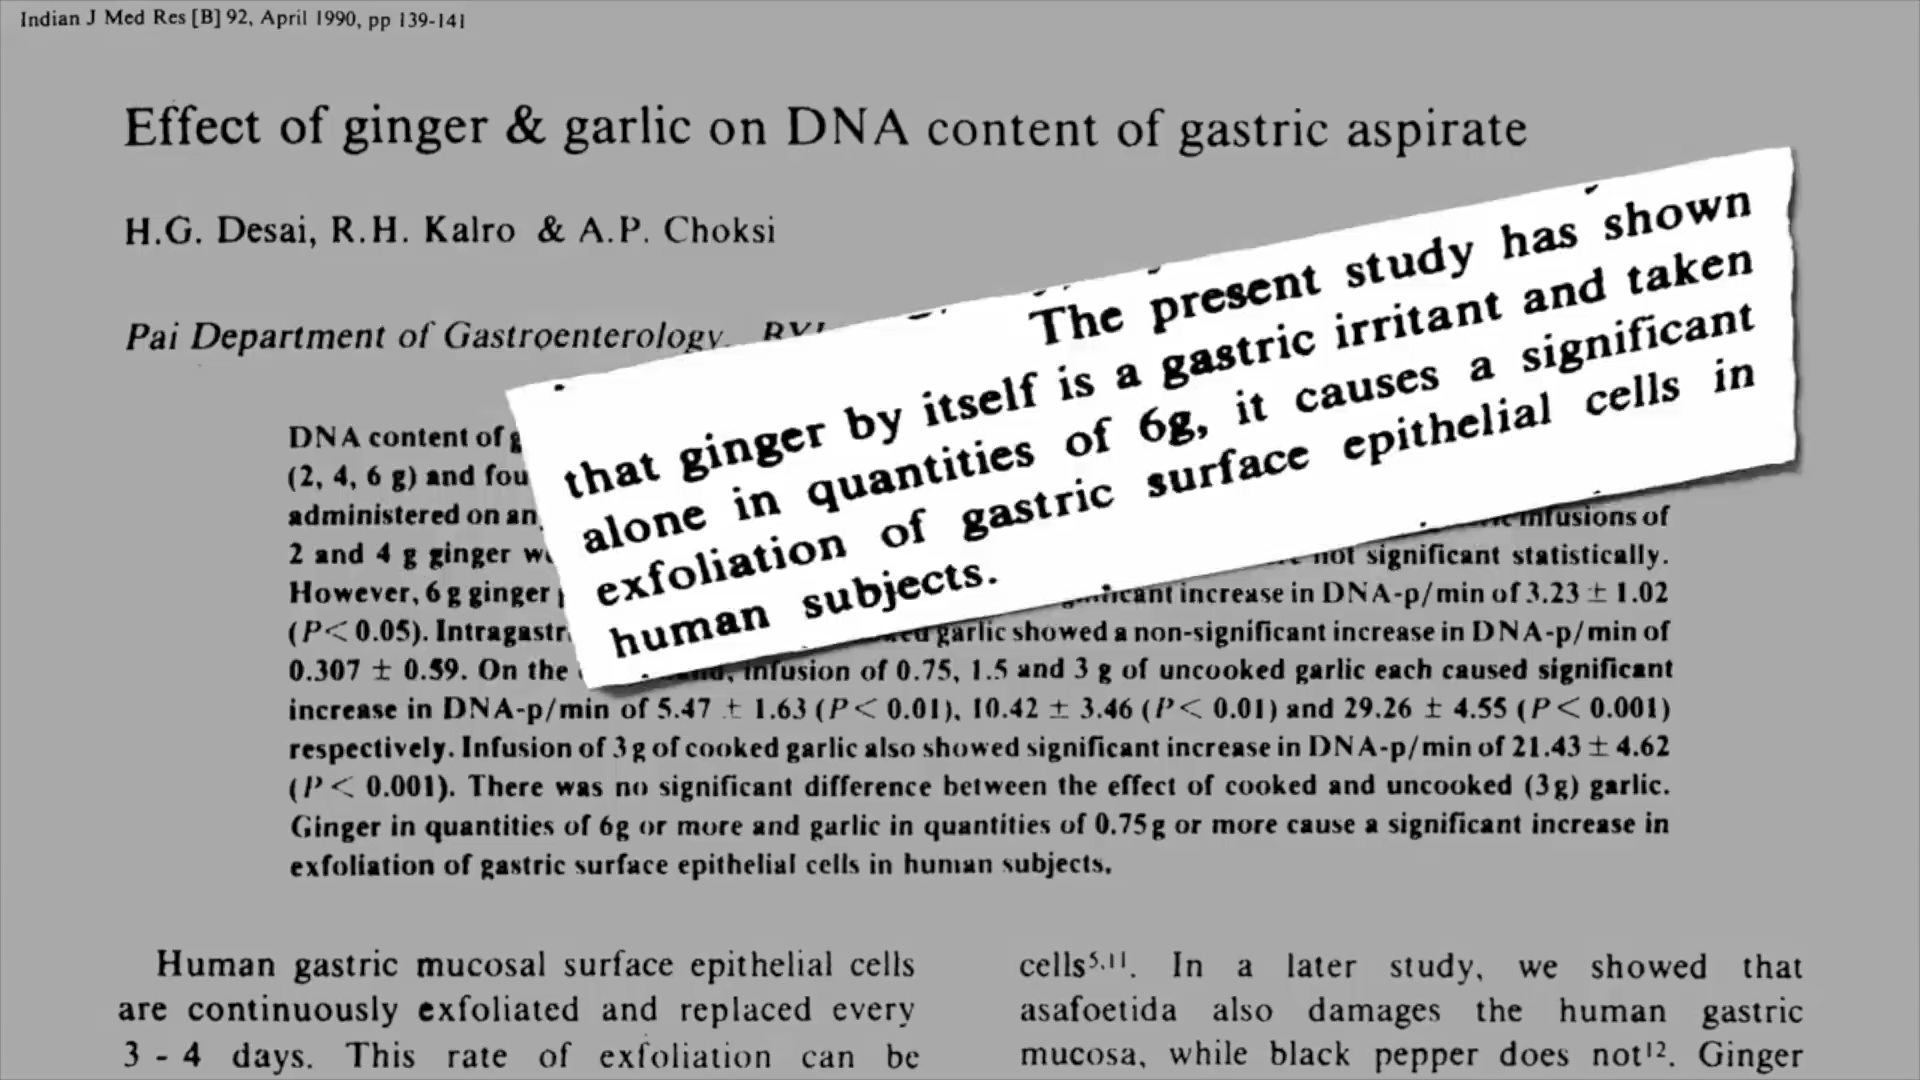 Indian J Med Res [B] 92, April 1990, pp 139-141
Effect of ginger & garlic on DNA content of gastric aspirate
H.G. Desai, R.H. Kalro & A.P. Choksi
Pai Department of Gastroenterology,
The present study has shown
that ginger by itself is a gastric irritant and taken
alone in quantities of 6g, it causes a significant
exfoliation of gastric surface epithelial cells in
human subjects.
DNA content of
(2, 4, 6 g) and
administered on an
infusions of
2 and 4 g ginger
not significant statistically.
However, 6 g ginger
increase in DNA-p/min of 3.23 ± 1.02
(P< 0.05).
garlic showed a non-significant increase in DNA-p/min of
0.307 ± 0.59. On the
infusion of 0.75, 1.5 and 3 g of uncooked garlic each caused significant
increase in DNA-p/min of 5.47 ± 1.63 (P< 0.01), 10.42 ± 3.46 (P< 0.01) and 29.26 ± 4.55 (P< 0.001)
respectively. Infusion of 3 g of cooked garlic also showed significant increase in DNA-p/min of 21.43 ± 4.62
(P < 0.001). There was no significant difference between the effect of cooked and uncooked (3g) garlic.
Ginger in quantities of 6g or more and garlic in quantities of 0.75g or more cause a significant increase in
exfoliation of gastric surface epithelial cells in human subjects.
Human gastric mucosal surface epithelial cells
are continuously exfoliated and replaced every
3 - 4 days. This rate of exfoliation can be
cells5,11. In a later study, we showed that
asafoetida also damages the human gastric
mucosa, while black pepper does not12. Ginger